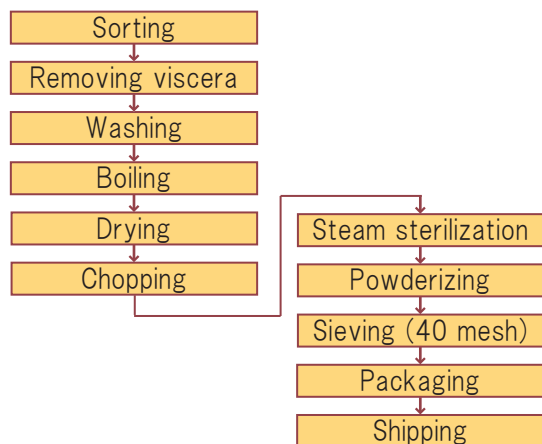 Sorting
Removing viscera
Washing
Boiling
Drying
Chopping
Steam sterilization
Powderizing
Sieving (40 mesh)
Packaging
Shipping